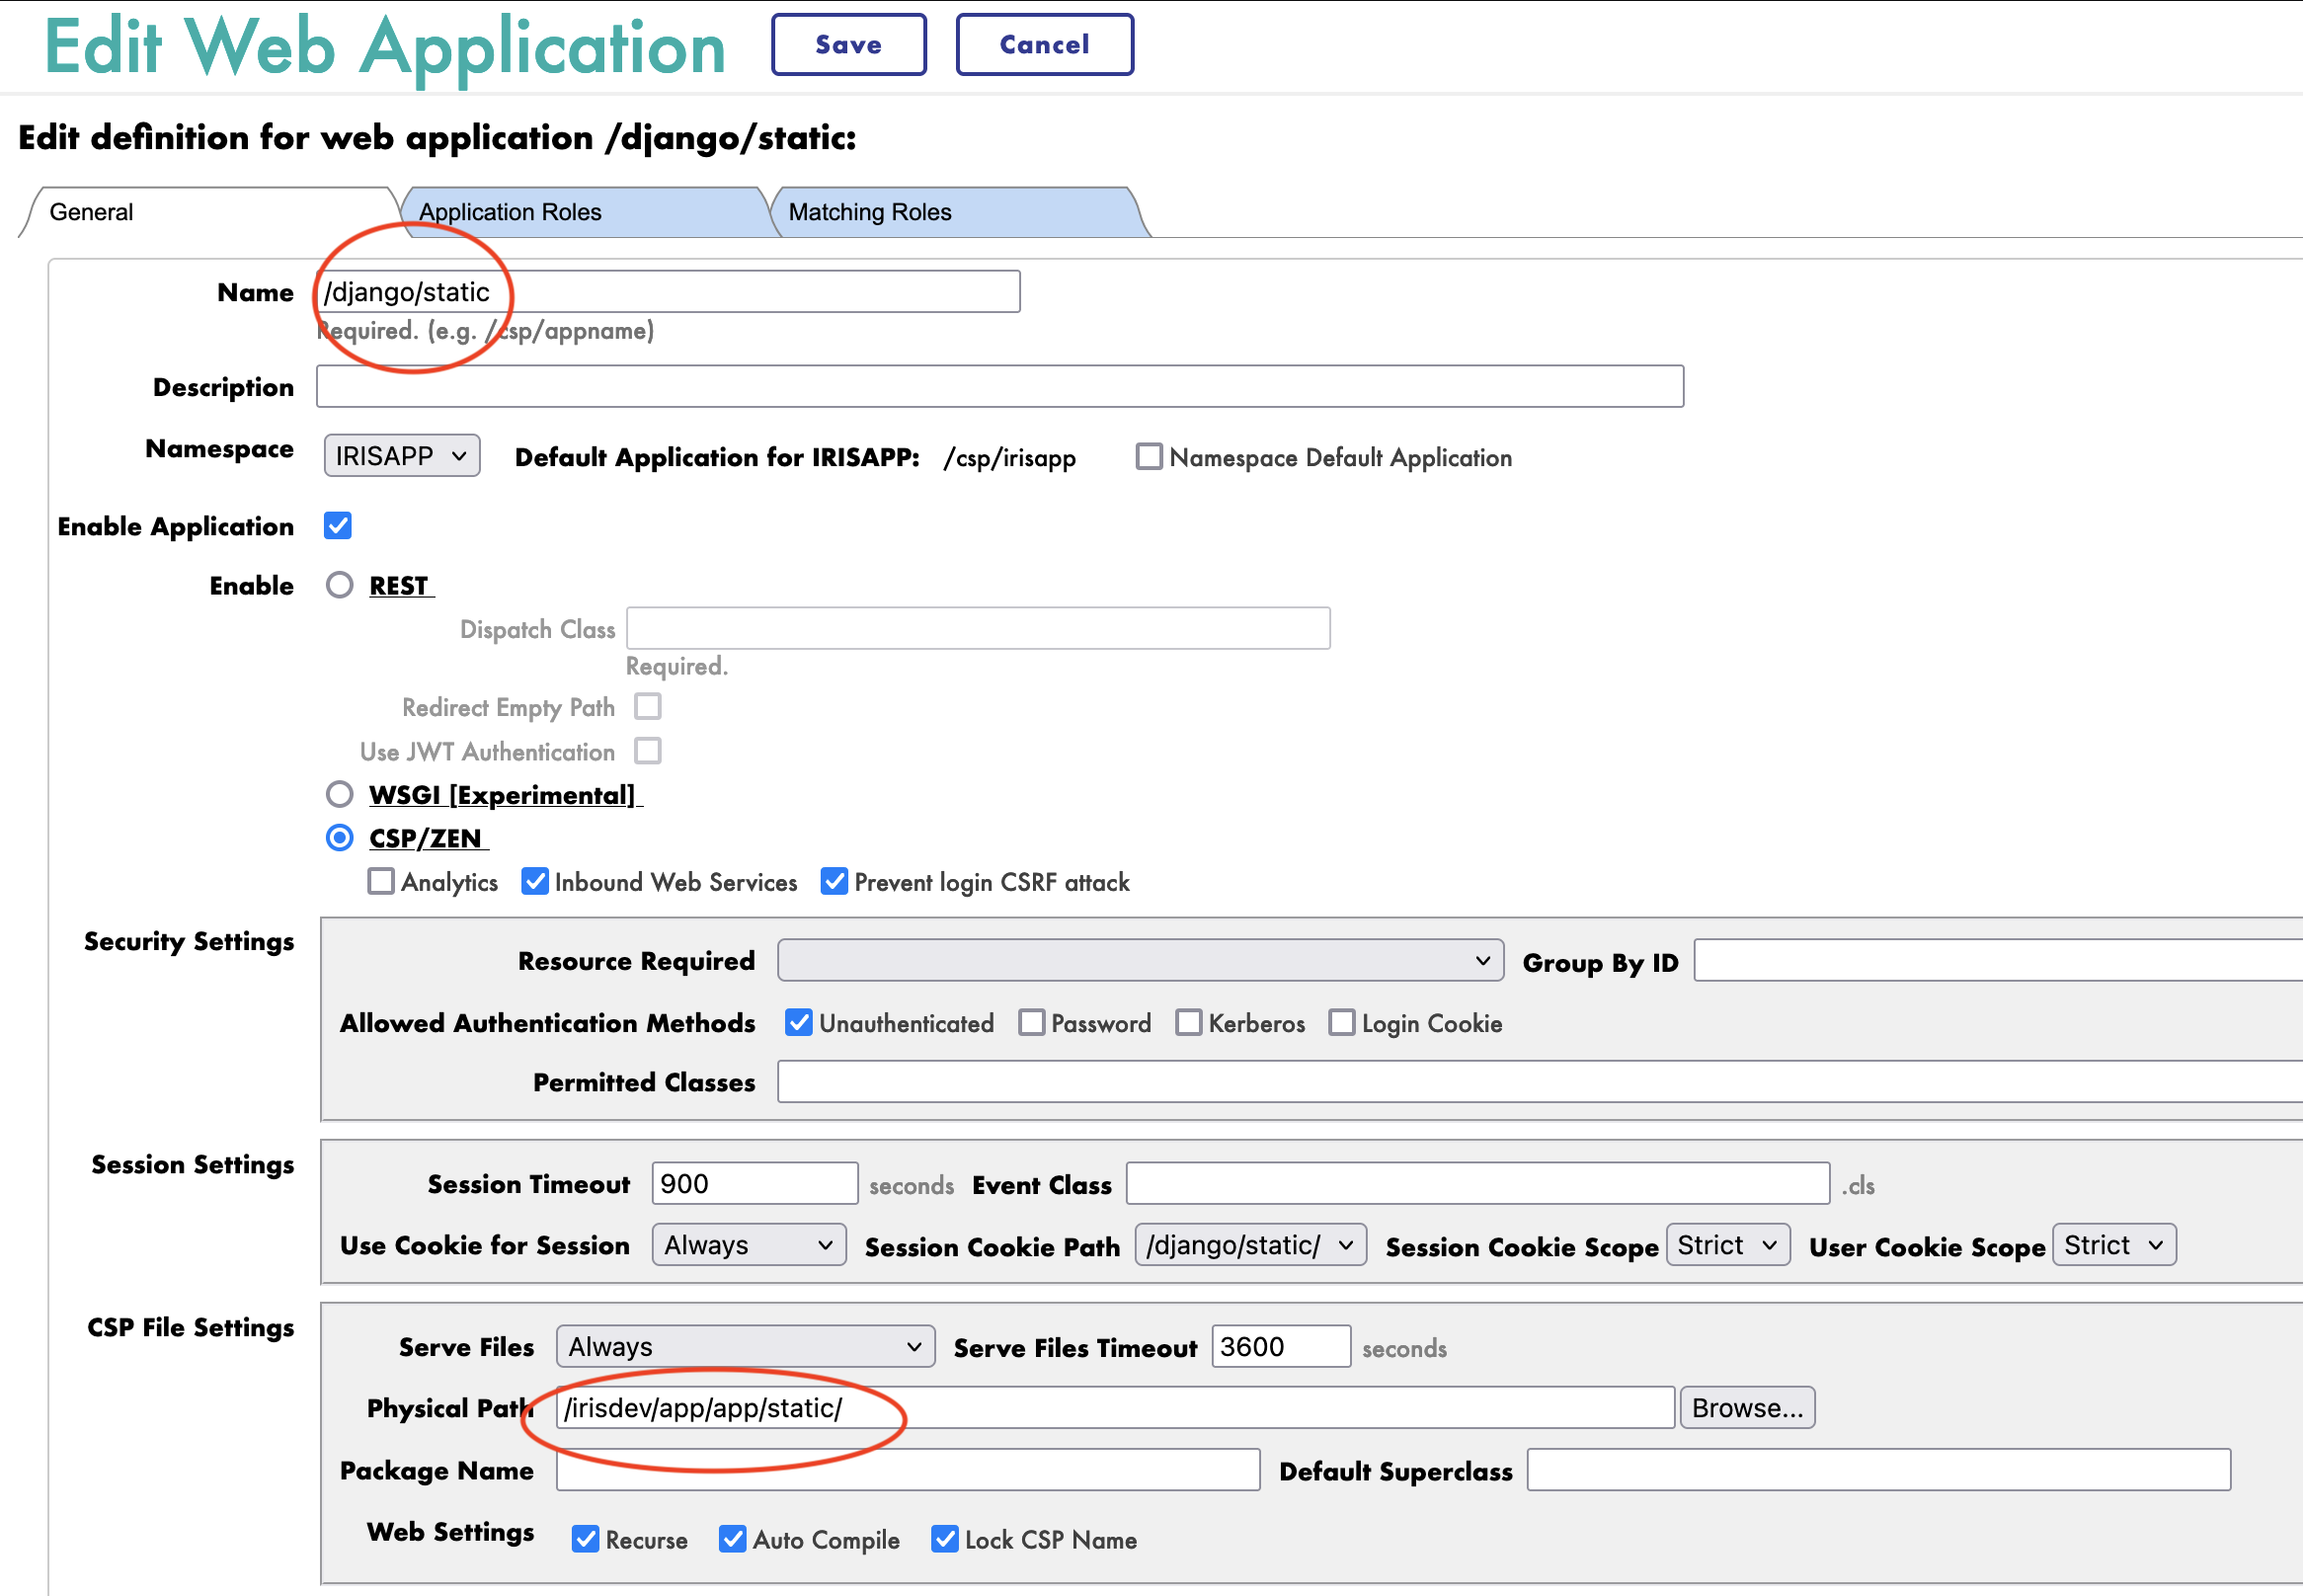 Edit Web Application Save Cancel
Edit definition for web application /django/static:
General Application Roles Matching Roles
Name /django/static
Required. (e.g. /csp/appname)
Description
Namespace IRISAPP Default Application for IRISAPP: /csp/irisapp Namespace Default Application
Enable Application
Enable REST
Dispatch Class
Required.
Redirect Empty Path
Use JWT Authentication
WSGI [Experimental]
CSP/ZEN
Analytics Inbound Web Services Prevent login CSRF attack
Security Settings
Resource Required Group By ID
Allowed Authentication Methods Unauthenticated Password Kerberos Login Cookie
Permitted Classes
Session Settings
Session Timeout 900 seconds Event Class .cls
Use Cookie for Session Always Session Cookie Path /django/static/ Session Cookie Scope Strict User Cookie Scope Strict
CSP File Settings
Serve Files Always Serve Files Timeout 3600 seconds
Physical Path /irisdev/app/app/static/ Browse...
Package Name Default Superclass
Web Settings Recurse Auto Compile Lock CSP Name